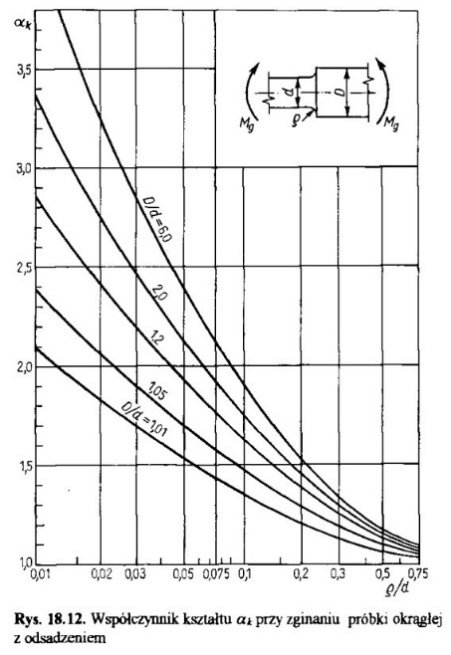 αk
3,5
3,0
2,5
2,0
1,5
1,0
0,01 0,02 0,03 0,05 0,075 0,1 0,2 0,3 0,5 0,75
ρ/d
Mg ρ d D Mg
D/d=6,0
2,0
1,2
1,05
D/d=1,01
Rys. 18.12. Współczynnik kształtu αk przy zginaniu próbki okrągłej
z odsadzeniem